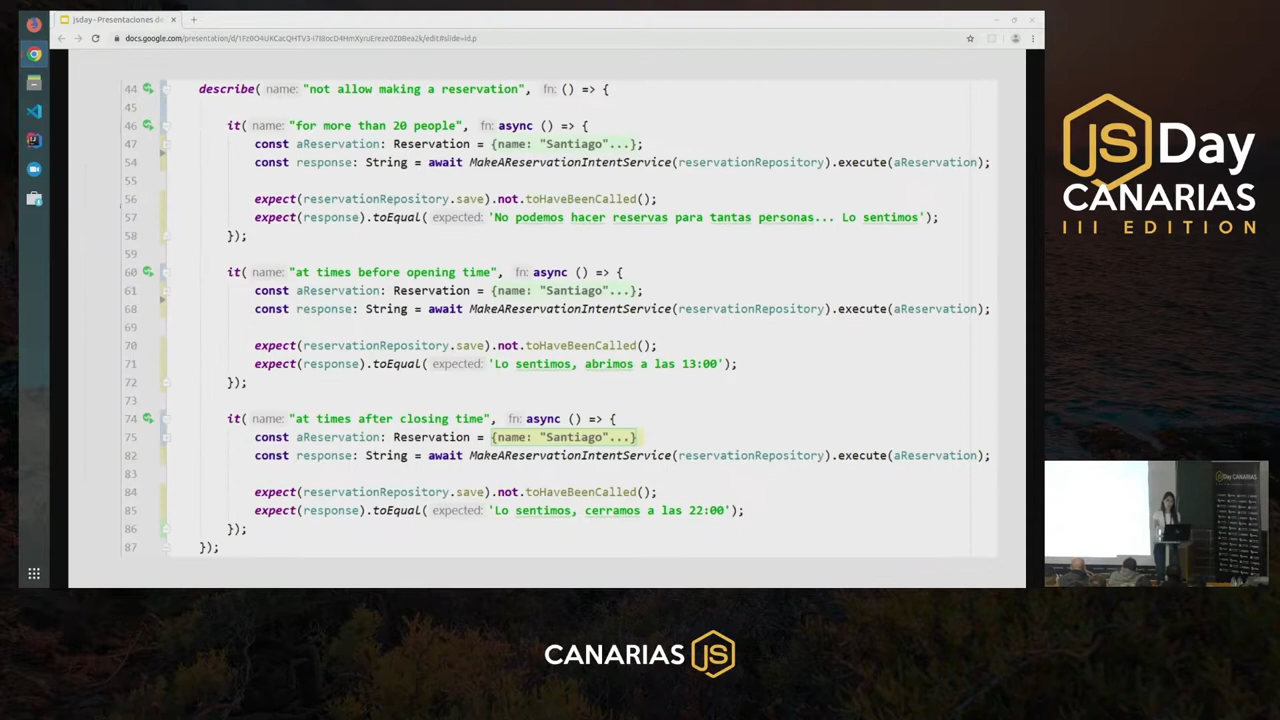 jsday - Presentaciones de
docs.google.com/presentation/d/1Fz0O4UKCacQHTV3-i7I8ocD4HmXyruEreze0Z0Bea2k/edit#slide=id.p
44 describe( name: "not allow making a reservation", fn: () => {
45
46 it( name: "for more than 20 people", fn: async () => {
47 const aReservation: Reservation = {name: "Santiago"...};
54 const response: String = await MakeAReservationIntentService(reservationRepository).execute(aReservation);
55
56 expect(reservationRepository.save).not.toHaveBeenCalled();
57 expect(response).toEqual( expected: 'No podemos hacer reservas para tantas personas... Lo sentimos');
58 });
59
60 it( name: "at times before opening time", fn: async () => {
61 const aReservation: Reservation = {name: "Santiago"...};
68 const response: String = await MakeAReservationIntentService(reservationRepository).execute(aReservation);
69
70 expect(reservationRepository.save).not.toHaveBeenCalled();
71 expect(response).toEqual( expected: 'Lo sentimos, abrimos a las 13:00');
72 });
73
74 it( name: "at times after closing time", fn: async () => {
75 const aReservation: Reservation = {name: "Santiago"...}
82 const response: String = await MakeAReservationIntentService(reservationRepository).execute(aReservation);
83
84 expect(reservationRepository.save).not.toHaveBeenCalled();
85 expect(response).toEqual( expected: 'Lo sentimos, cerramos a las 22:00');
86 });
87 });
JS Day
CANARIAS
III EDITION
JSDay CANARIAS
CANARIAS JS